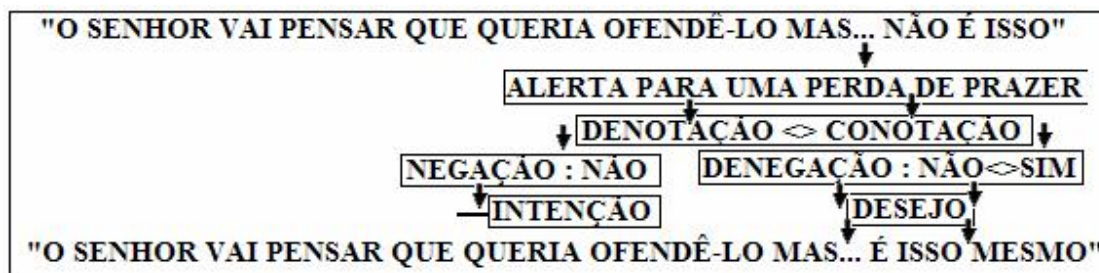 "O SENHOR VAI PENSAR QUE QUERIA OFENDÊ-LO MAS... NÃO É ISSO"
ALERTA PARA UMA PERDA DE PRAZER
DENOTAÇÃO <> CONOTAÇÃO
NEGAÇÃO : NÃO DENEGAÇÃO : NÃO<>SIM
INTENÇÃO DESEJO
"O SENHOR VAI PENSAR QUE QUERIA OFENDÊ-LO MAS... É ISSO MESMO"